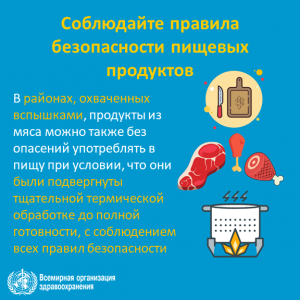 Соблюдайте правила
безопасности пищевых
продуктов
В районах, охваченных
вспышками, продукты из
мяса можно также без
опасений употреблять в
пищу при условии, что они
были подвергнуты
тщательной термической
обработке до полной
готовности, с соблюдением
всех правил безопасности
Всемирная организация
здравоохранения